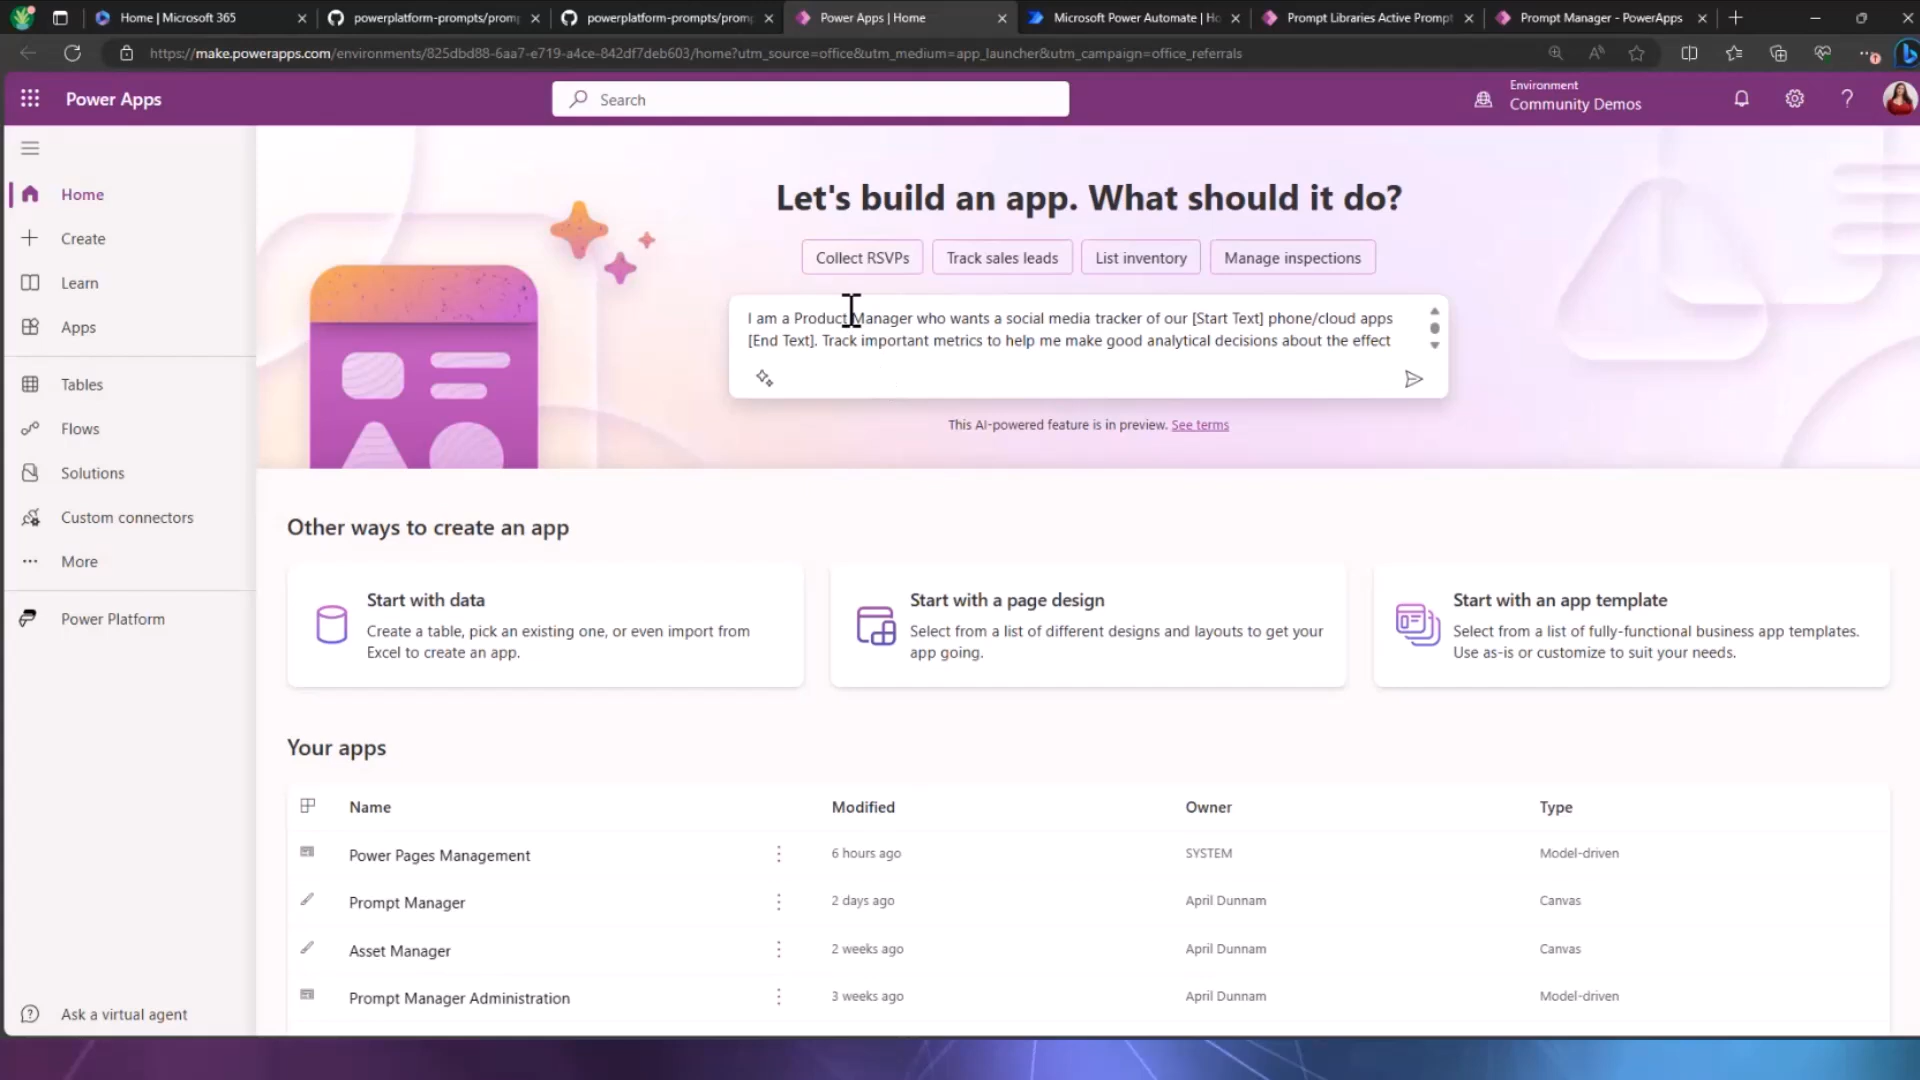 Home | Microsoft 365
powerplatform-prompts/prom
powerplatform-prompts/prom
Power Apps | Home
Microsoft Power Automate | Ho
Prompt Libraries Active Prompt
Prompt Manager - PowerApps
https://make.powerapps.com/environments/825dbd88-6aa7-e719-a4ce-842df7deb603/home?utm_source=office&utm_medium=app_launcher&utm_campaign=office_referrals
Power Apps
Search
Environment
Community Demos
Home
Create
Learn
Apps
Tables
Flows
Solutions
Custom connectors
More
Power Platform
Ask a virtual agent
Let's build an app. What should it do?
Collect RSVPs
Track sales leads
List inventory
Manage inspections
I am a Product Manager who wants a social media tracker of our [Start Text] phone/cloud apps
[End Text]. Track important metrics to help me make good analytical decisions about the effect
This AI-powered feature is in preview. See terms
Other ways to create an app
Start with data
Create a table, pick an existing one, or even import from
Excel to create an app.
Start with a page design
Select from a list of different designs and layouts to get your
app going.
Start with an app template
Select from a list of fully-functional business app templates.
Use as-is or customize to suit your needs.
Your apps
Name Modified Owner Type
Power Pages Management 6 hours ago SYSTEM Model-driven
Prompt Manager 2 days ago April Dunnam Canvas
Asset Manager 2 weeks ago April Dunnam Canvas
Prompt Manager Administration 3 weeks ago April Dunnam Model-driven